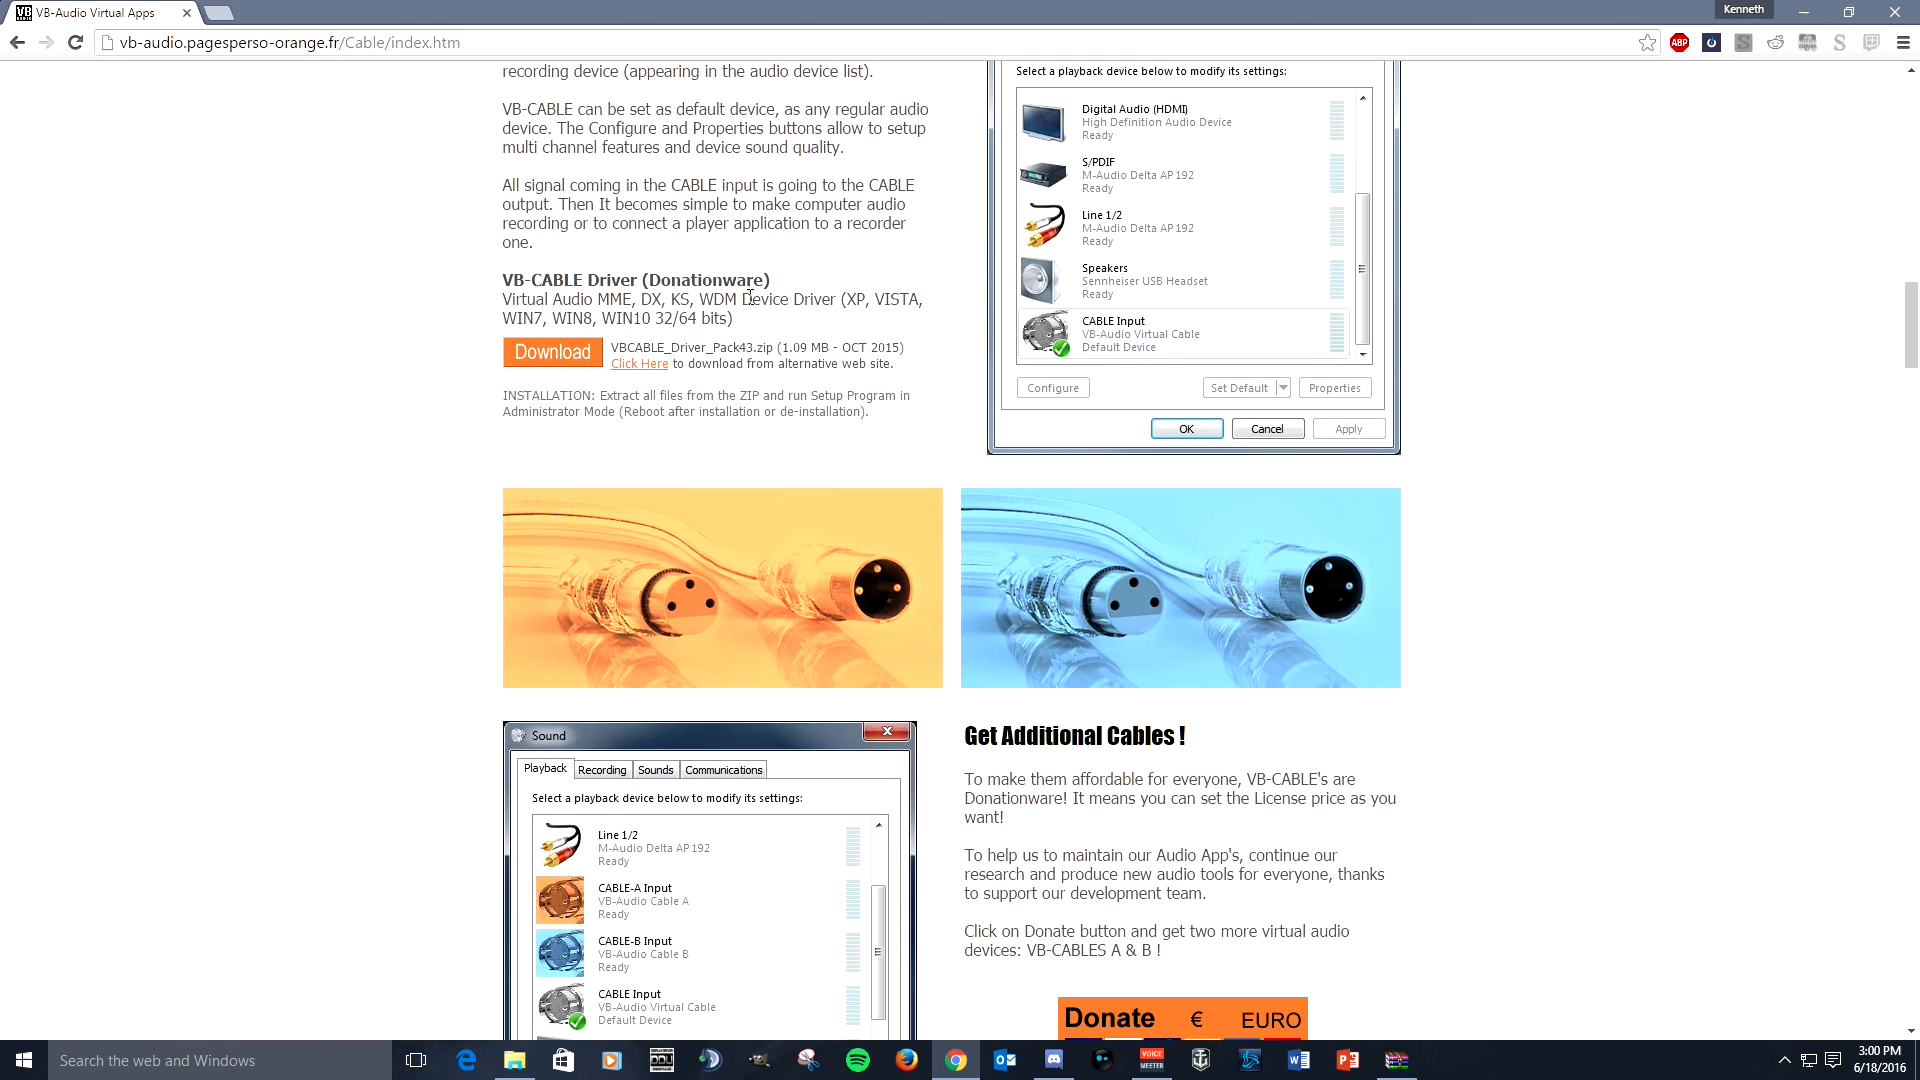 VB-Audio Virtual Apps
Kenneth
vb-audio.pagesperso-orange.fr/Cable/index.htm
ABP
recording device (appearing in the audio device list).
VB-CABLE can be set as default device, as any regular audio
device. The Configure and Properties buttons allow to setup
multi channel features and device sound quality.
All signal coming in the CABLE input is going to the CABLE
output. Then It becomes simple to make computer audio
recording or to connect a player application to a recorder
one.
VB-CABLE Driver (Donationware)
Virtual Audio MME, DX, KS, WDM Device Driver (XP, VISTA,
WIN7, WIN8, WIN10 32/64 bits)
Download
VBCABLE_Driver_Pack43.zip (1.09 MB - OCT 2015)
Click Here to download from alternative web site.
INSTALLATION: Extract all files from the ZIP and run Setup Program in
Administrator Mode (Reboot after installation or de-installation).
Select a playback device below to modify its settings:
Digital Audio (HDMI)
High Definition Audio Device
Ready
S/PDIF
M-Audio Delta AP 192
Ready
Line 1/2
M-Audio Delta AP 192
Ready
Speakers
Sennheiser USB Headset
Ready
CABLE Input
VB-Audio Virtual Cable
Default Device
Configure
Set Default
Properties
OK
Cancel
Apply
Sound
Playback
Recording
Sounds
Communications
Select a playback device below to modify its settings:
Line 1/2
M-Audio Delta AP 192
Ready
CABLE-A Input
VB-Audio Cable A
Ready
CABLE-B Input
VB-Audio Cable B
Ready
CABLE Input
VB-Audio Virtual Cable
Default Device
Get Additional Cables !
To make them affordable for everyone, VB-CABLE's are
Donationware! It means you can set the License price as you
want!
To help us to maintain our Audio App's, continue our
research and produce new audio tools for everyone, thanks
to support our development team.
Click on Donate button and get two more virtual audio
devices: VB-CABLES A & B !
Donate € EURO
Search the web and Windows
DDU
VOICE
MEETER
3:00 PM
6/18/2016